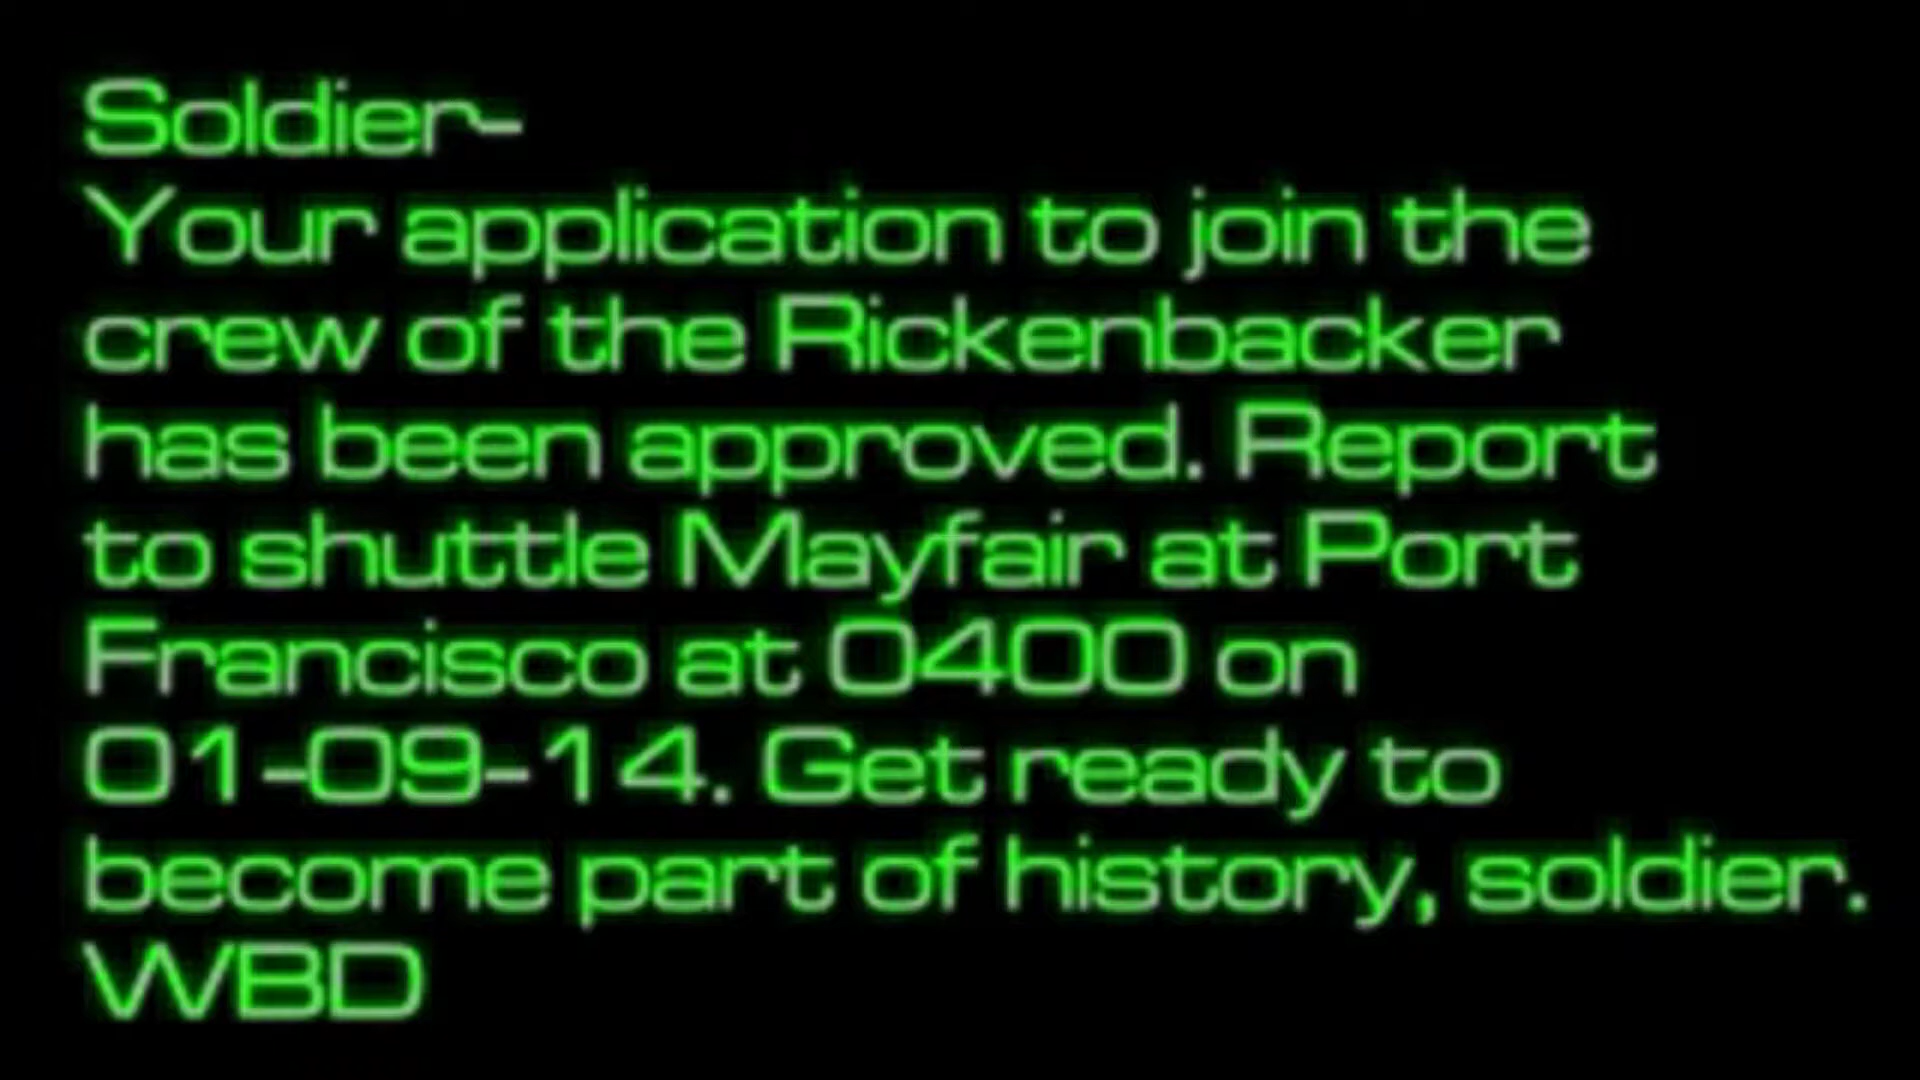 Soldier-
Your application to join the
crew of the Rickenbacker
has been approved. Report
to shuttle Mayfair at Port
Francisco at 0400 on
01-09-14. Get ready to
become part of history, soldier.
WBD